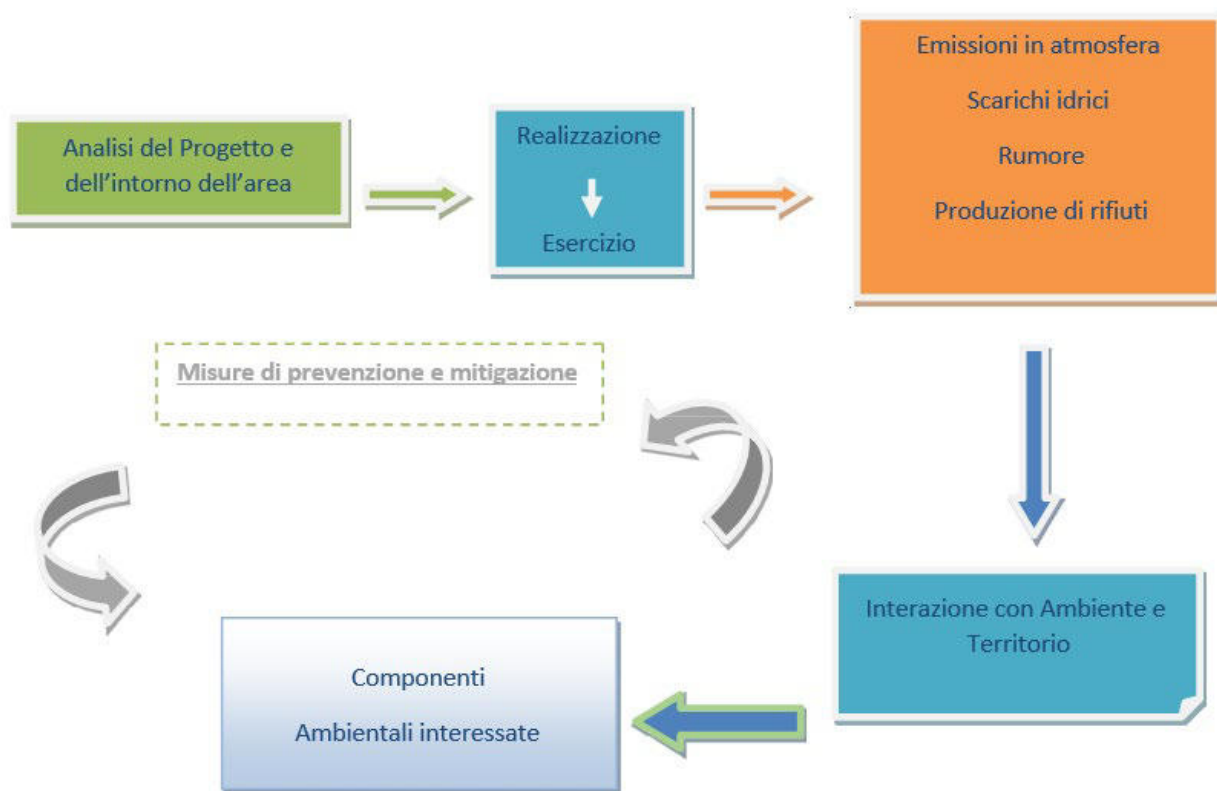 Analisi del Progetto e
dell’intorno dell’area
Realizzazione
Esercizio
Emissioni in atmosfera
Scarichi idrici
Rumore
Produzione di rifiuti
Misure di prevenzione e mitigazione
Interazione con Ambiente e
Territorio
Componenti
Ambientali interessate